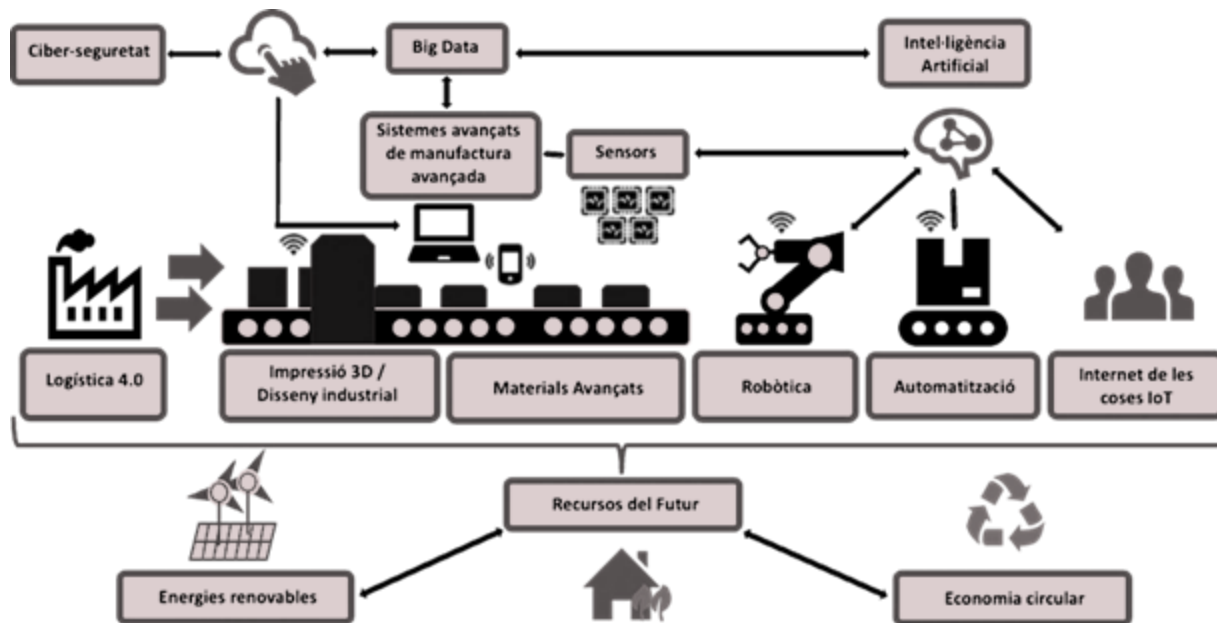 Ciber-seguretat
Big Data
Intel·ligència
Artificial
Sistemes avançats
de manufactura
avançada
Sensors
Logística 4.0
Impressió 3D /
Disseny industrial
Materials Avançats
Robòtica
Automatització
Internet de les
coses IoT
Recursos del Futur
Energies renovables
Economia circular